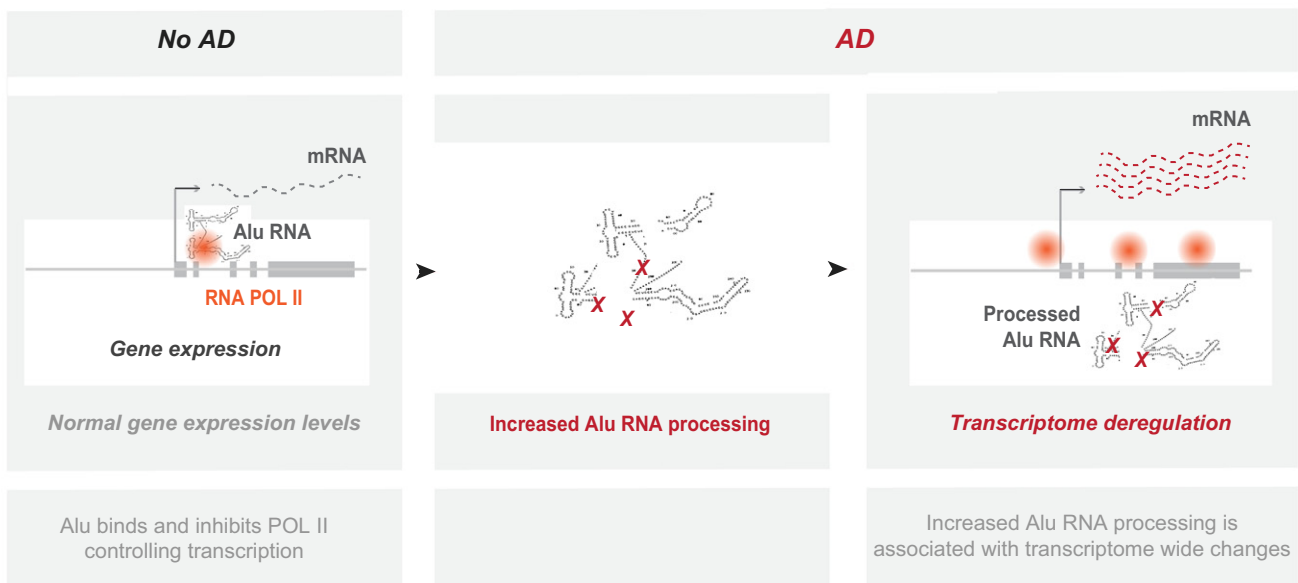 No AD
AD
mRNA
Alu RNA
RNA POL II
Gene expression
Normal gene expression levels
Alu binds and inhibits POL II
controlling transcription
X
X
X
Increased Alu RNA processing
mRNA
Processed
Alu RNA
X
X
X
Transcriptome deregulation
Increased Alu RNA processing is
associated with transcriptome wide changes